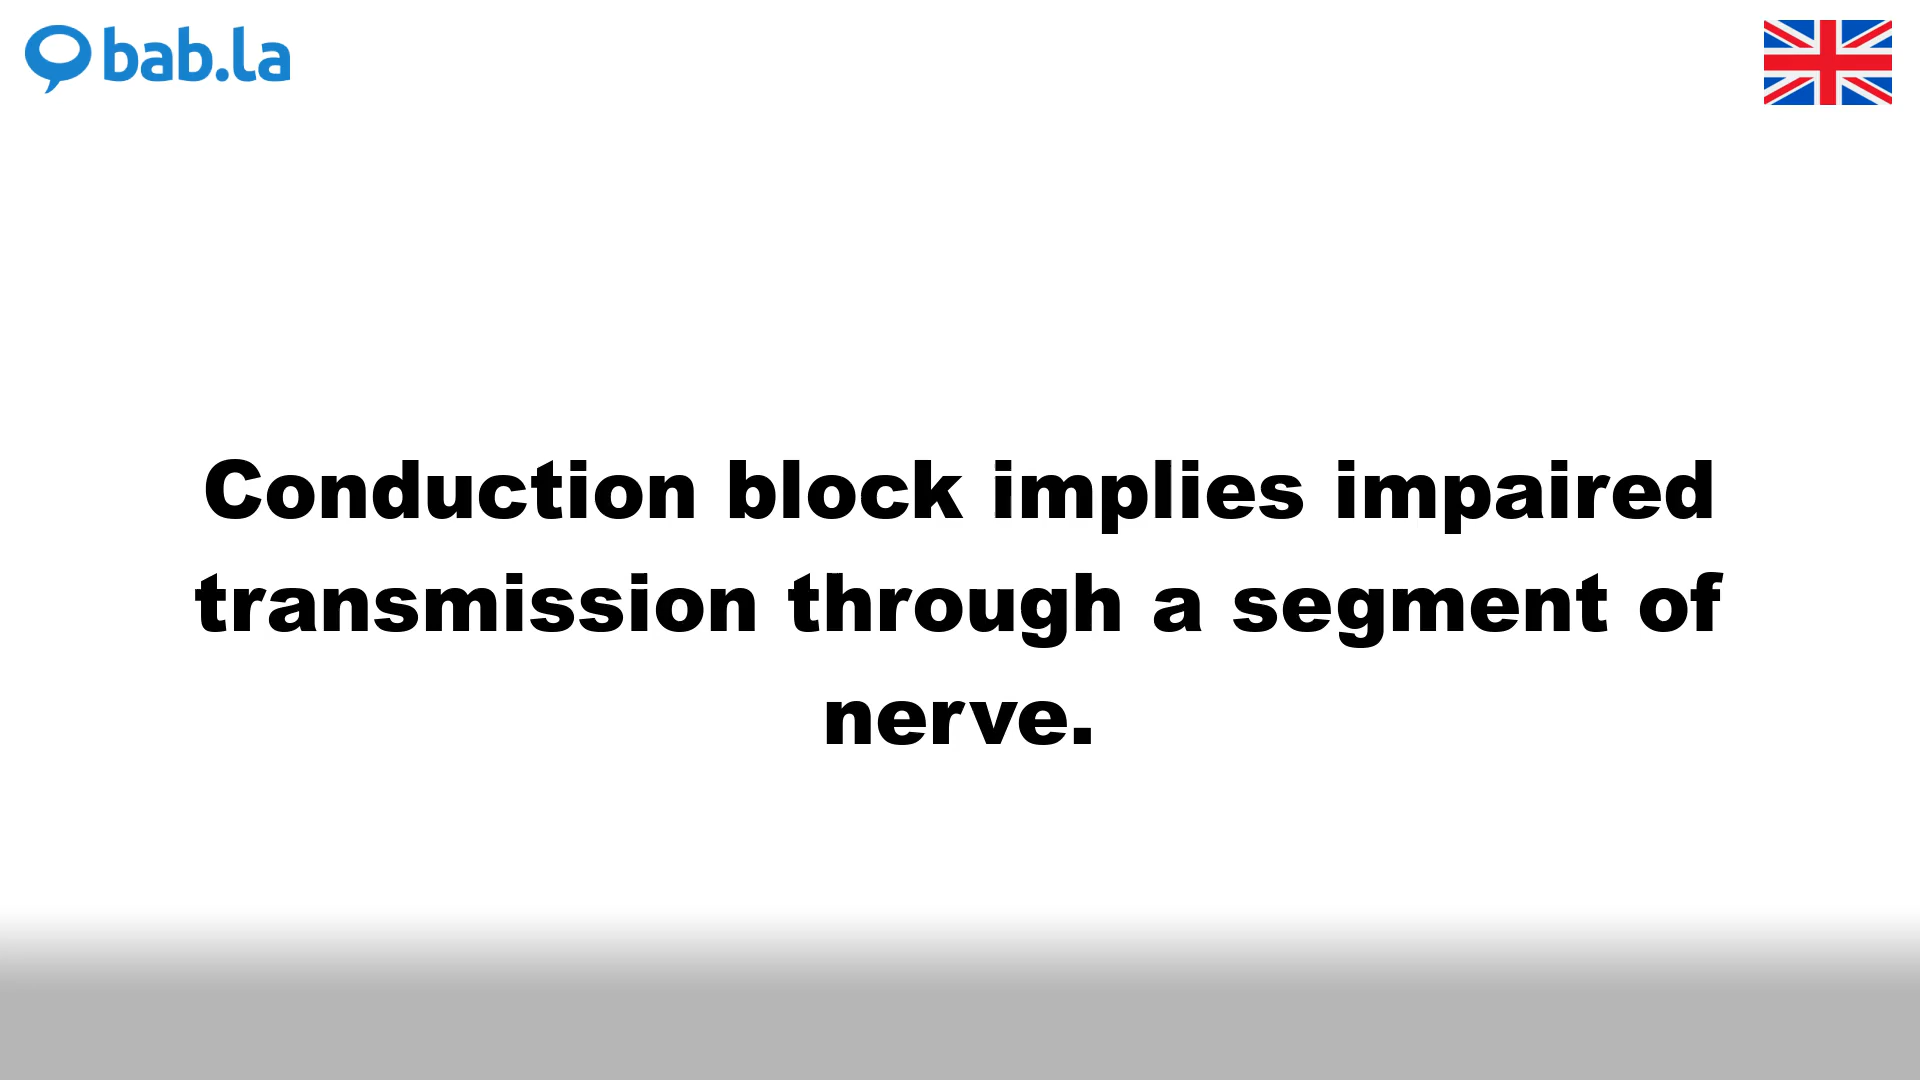 bab.la
Conduction block implies impaired
transmission through a segment of
nerve.